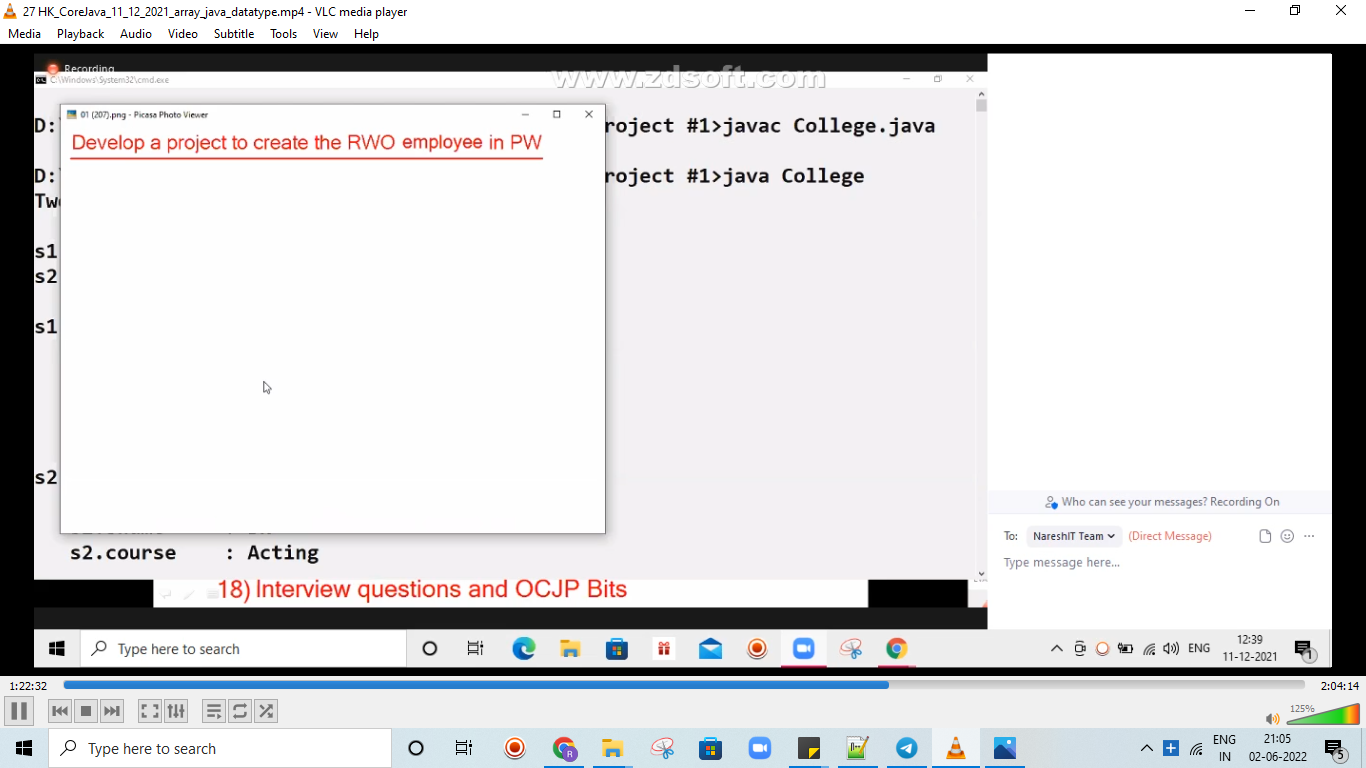 27 HK_CoreJava_11_12_2021_array_java_datatype.mp4 - VLC media player
Media Playback Audio Video Subtitle Tools View Help
Recording
www.zdsoft.com
C:\Windows\System32\cmd.exe
01 (207).png - Picasa Photo Viewer
Develop a project to create the RWO employee in PW
D:\
roject #1>javac College.java
D:\
roject #1>java College
s1
s2
s1
s2
s2.course : Acting
18) Interview questions and OCJP Bits
Who can see your messages? Recording On
To: NareshIT Team (Direct Message)
Type message here...
Type here to search
ENG
12:39
11-12-2021
1
1:22:32
2:04:14
125%
Type here to search
ENG
IN
21:05
02-06-2022
5